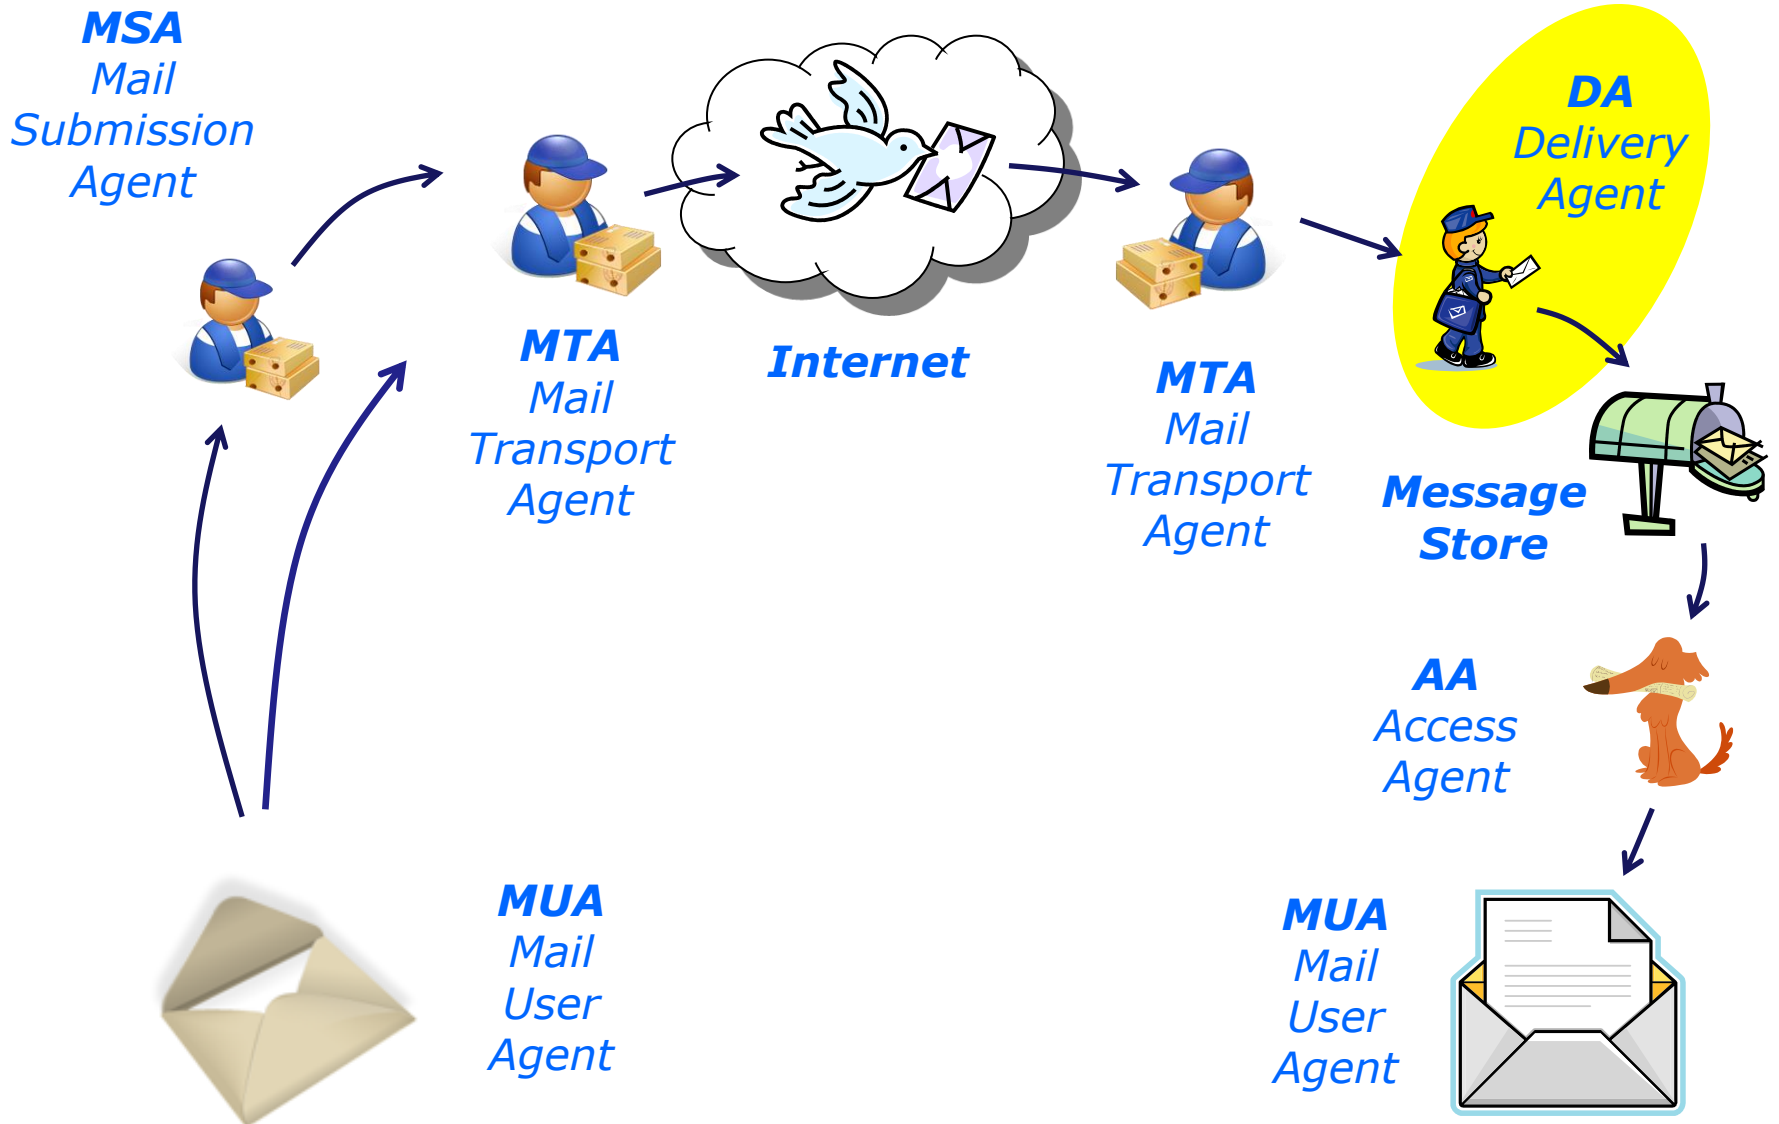 MSA
Mail
Submission
Agent
MTA
Mail
Transport
Agent
Internet
MTA
Mail
Transport
Agent
DA
Delivery
Agent
Message
Store
AA
Access
Agent
MUA
Mail
User
Agent
MUA
Mail
User
Agent